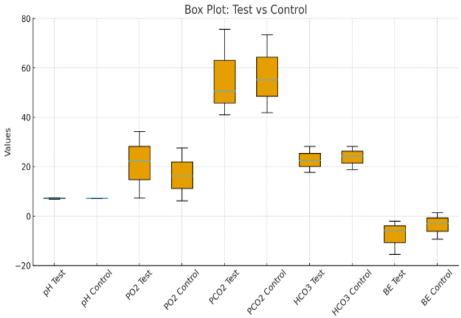 Box Plot: Test vs Control
Values
80
60
40
20
0
−20
pH Test
pH Control
PO2 Test
PO2 Control
PCO2 Test
PCO2 Control
HCO3 Test
HCO3 Control
BE Test
BE Control